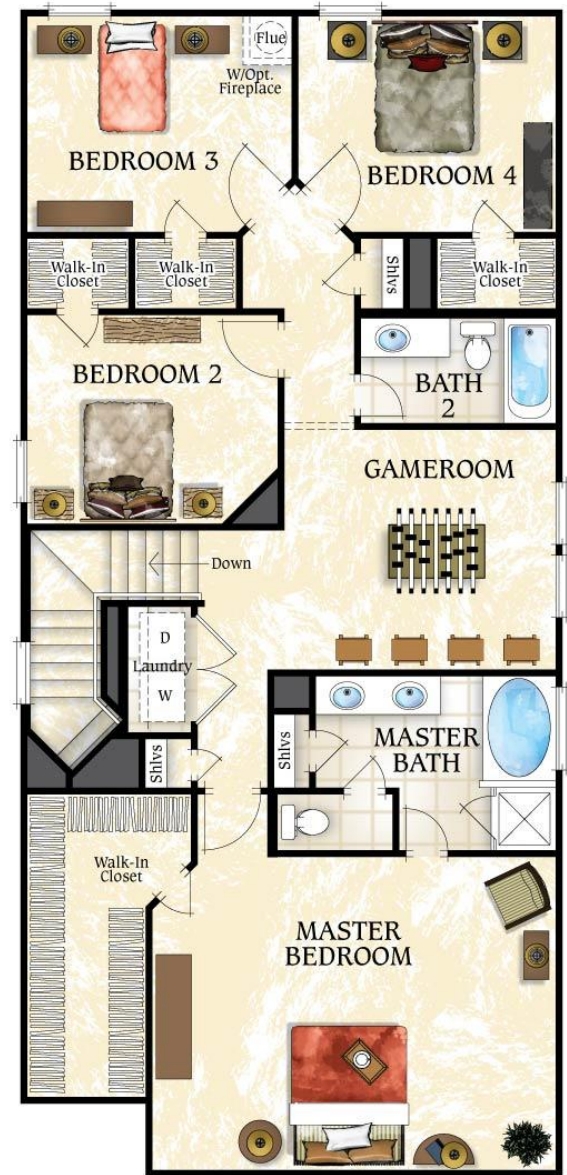 Flue
W/Opt.
Fireplace
BEDROOM 3
BEDROOM 4
Walk-In
Closet
Walk-In
Closet
Shlvs
Walk-In
Closet
BEDROOM 2
BATH
2
GAMEROOM
Down
D
Laundry
W
Shlvs
Shlvs
MASTER
BATH
Walk-In
Closet
MASTER
BEDROOM